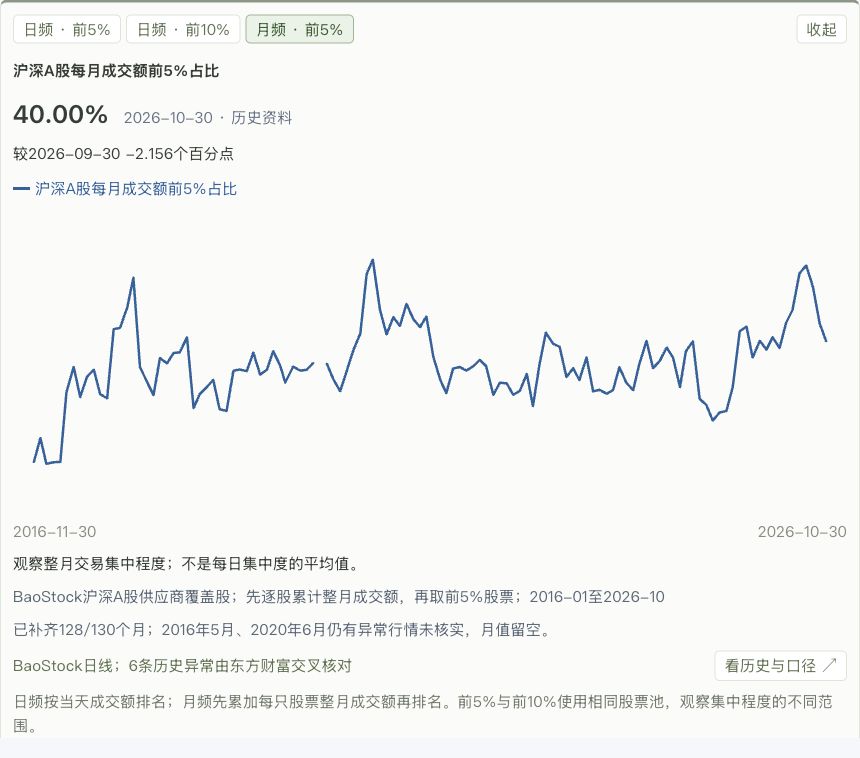 日频 · 前5%
日频 · 前10%
月频 · 前5%
收起
沪深A股每月成交额前5%占比
40.00% 2026-10-30 · 历史资料
较2026-09-30 -2.156个百分点
沪深A股每月成交额前5%占比
2016-11-30
2026-10-30
观察整月交易集中程度；不是每日集中度的平均值。
BaoStock沪深A股供应商覆盖股；先逐股累计整月成交额，再取前5%股票；2016-01至2026-10
已补齐128/130个月；2016年5月、2020年6月仍有异常行情未核实，月值留空。
BaoStock日线；6条历史异常由东方财富交叉核对
看历史与口径 ↗
日频按当天成交额排名；月频先累加每只股票整月成交额再排名。前5%与前10%使用相同股票池，观察集中程度的不同范
围。